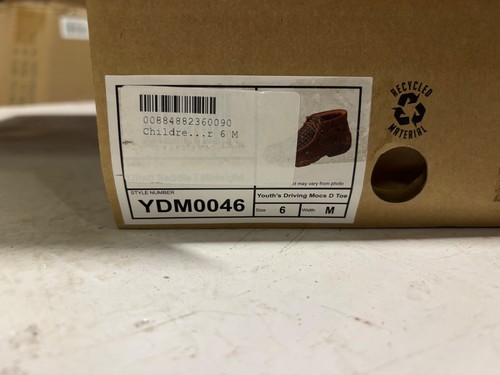 00884882360090
Childre...r 6 M
it may vary from photo
STYLE NUMBER
YDM0046
Youth's Driving Mocs D Toe
Size 6 Width M
RECYCLED
MATERIAL